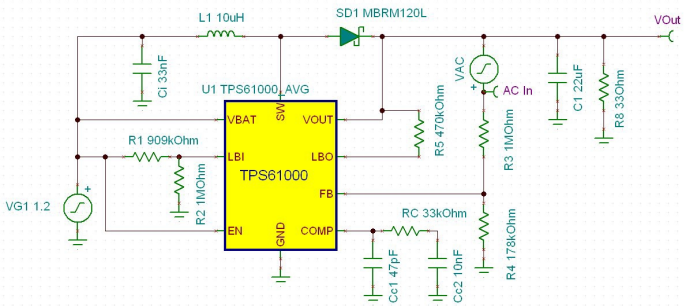 L1 10uH
SD1 MBRM120L
VOut
Ci 33nF
U1 TPS61000_AVG
VAC
+
AC In
C1 22uF
R8 33Ohm
SW
VBAT
VOUT
R5 470kOhm
R1 909kOhm
LBI
LBO
R3 1MOhm
TPS61000
R2 1MOhm
FB
VG1 1.2
+
EN
GND
COMP
RC 33kOhm
R4 178kOhm
Cc1 47pF
Cc2 10nF